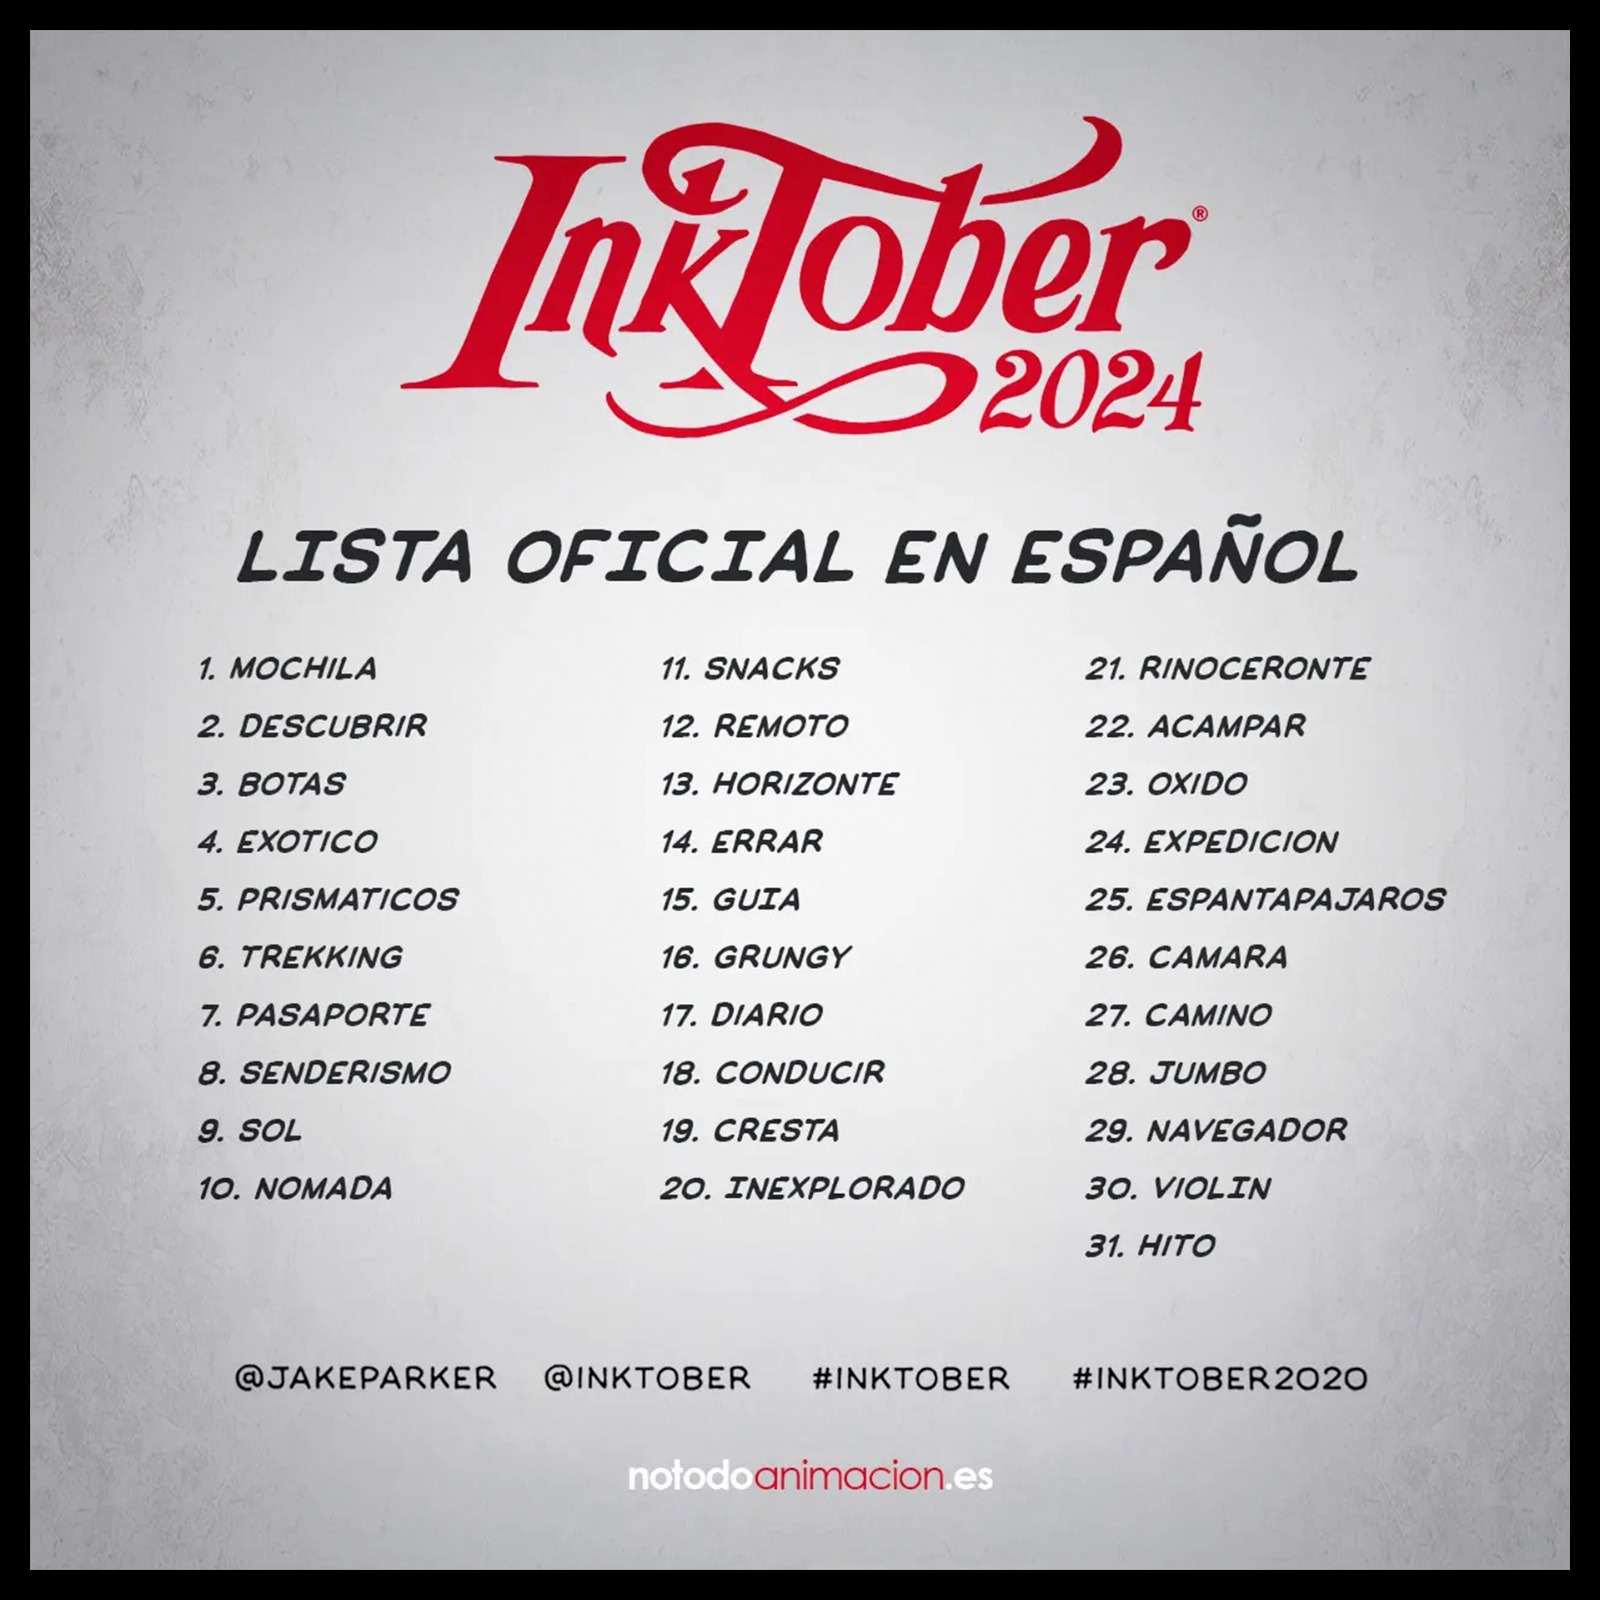 InkTober®
2024
LISTA OFICIAL EN ESPAÑOL
1. MOCHILA
2. DESCUBRIR
3. BOTAS
4. EXOTICO
5. PRISMATICOS
6. TREKKING
7. PASAPORTE
8. SENDERISMO
9. SOL
10. NOMADA
11. SNACKS
12. REMOTO
13. HORIZONTE
14. ERRAR
15. GUIA
16. GRUNGY
17. DIARIO
18. CONDUCIR
19. CRESTA
20. INEXPLORADO
21. RINOCERONTE
22. ACAMPAR
23. OXIDO
24. EXPEDICION
25. ESPANTAPAJAROS
26. CAMARA
27. CAMINO
28. JUMBO
29. NAVEGADOR
30. VIOLIN
31. HITO
@JAKEPARKER @INKTOBER #INKTOBER #INKTOBER2020
notodoanimacion.es